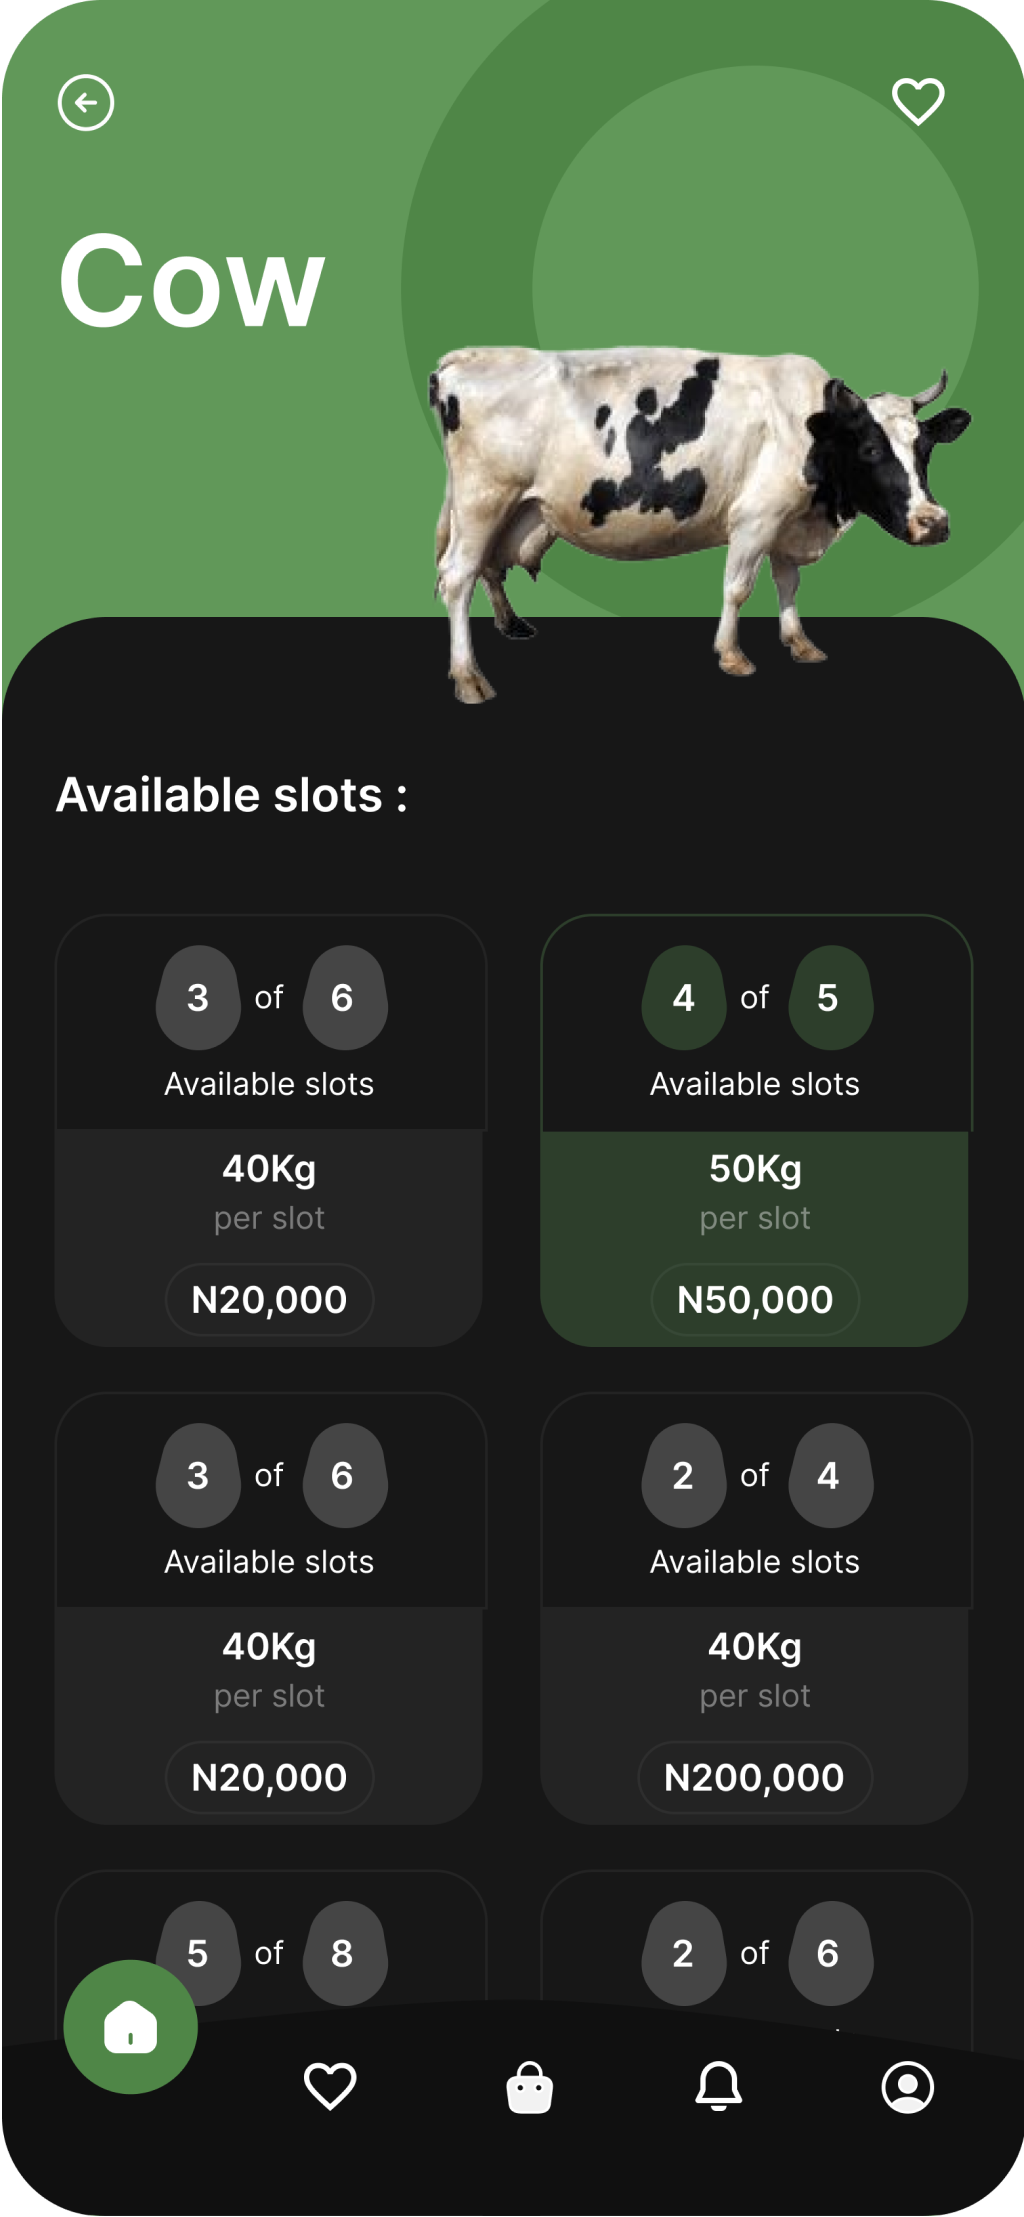 Cow
Available slots :
3 of 6
Available slots
40Kg
per slot
N20,000
4 of 5
Available slots
50Kg
per slot
N50,000
3 of 6
Available slots
40Kg
per slot
N20,000
2 of 4
Available slots
40Kg
per slot
N200,000
5 of 8
2 of 6